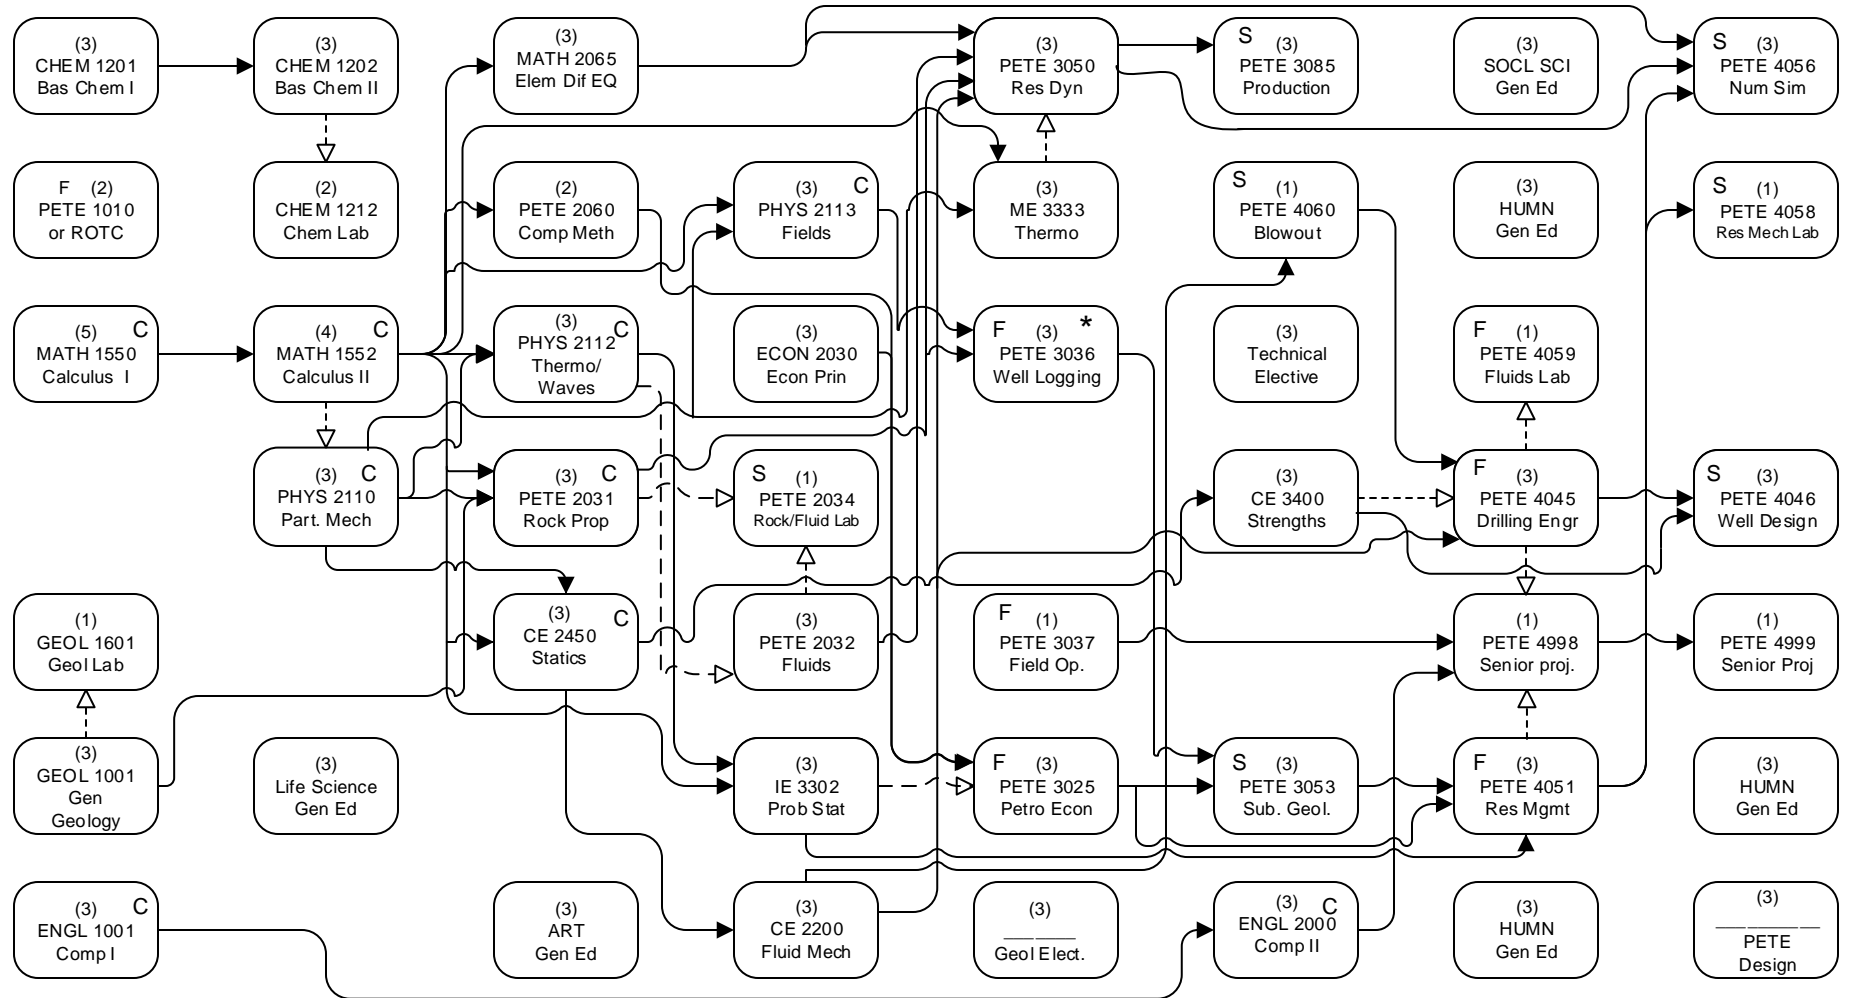 (3)
CHEM 1201
Bas Chem I
(3)
CHEM 1202
Bas Chem II
(3)
MATH 2065
Elem Dif EQ
(3)
PETE 3050
Res Dyn
S (3)
PETE 3085
Production
(3)
SOCL SCI
Gen Ed
S (3)
PETE 4056
Num Sim
F (2)
PETE 1010
or ROTC
(2)
CHEM 1212
Chem Lab
(2)
PETE 2060
Comp Meth
(3) C
PHYS 2113
Fields
(3)
ME 3333
Thermo
S (1)
PETE 4060
Blowout
(3)
HUMN
Gen Ed
S (1)
PETE 4058
Res Mech Lab
(5) C
MATH 1550
Calculus I
(4) C
MATH 1552
Calculus II
(3) C
PHYS 2112
Thermo/
Waves
(3)
ECON 2030
Econ Prin
F (3) *
PETE 3036
Well Logging
(3)
Technical
Elective
F (1)
PETE 4059
Fluids Lab
(3) C
PHYS 2110
Part. Mech
(3) C
PETE 2031
Rock Prop
S (1)
PETE 2034
Rock/Fluid Lab
(3)
CE 3400
Strengths
F (3)
PETE 4045
Drilling Engr
S (3)
PETE 4046
Well Design
(1)
GEOL 1601
Geol Lab
(3) C
CE 2450
Statics
(3)
PETE 2032
Fluids
F (1)
PETE 3037
Field Op.
(1)
PETE 4998
Senior proj.
(1)
PETE 4999
Senior Proj
(3)
GEOL 1001
Gen
Geology
(3)
Life Science
Gen Ed
(3)
IE 3302
Prob Stat
F (3)
PETE 3025
Petro Econ
S (3)
PETE 3053
Sub. Geol.
F (3)
PETE 4051
Res Mgmt
(3)
HUMN
Gen Ed
(3) C
ENGL 1001
Comp I
(3)
ART
Gen Ed
(3)
CE 2200
Fluid Mech
(3)
_______
Geol Elect.
(3) C
ENGL 2000
Comp II
(3)
HUMN
Gen Ed
(3)
__________
PETE
Design